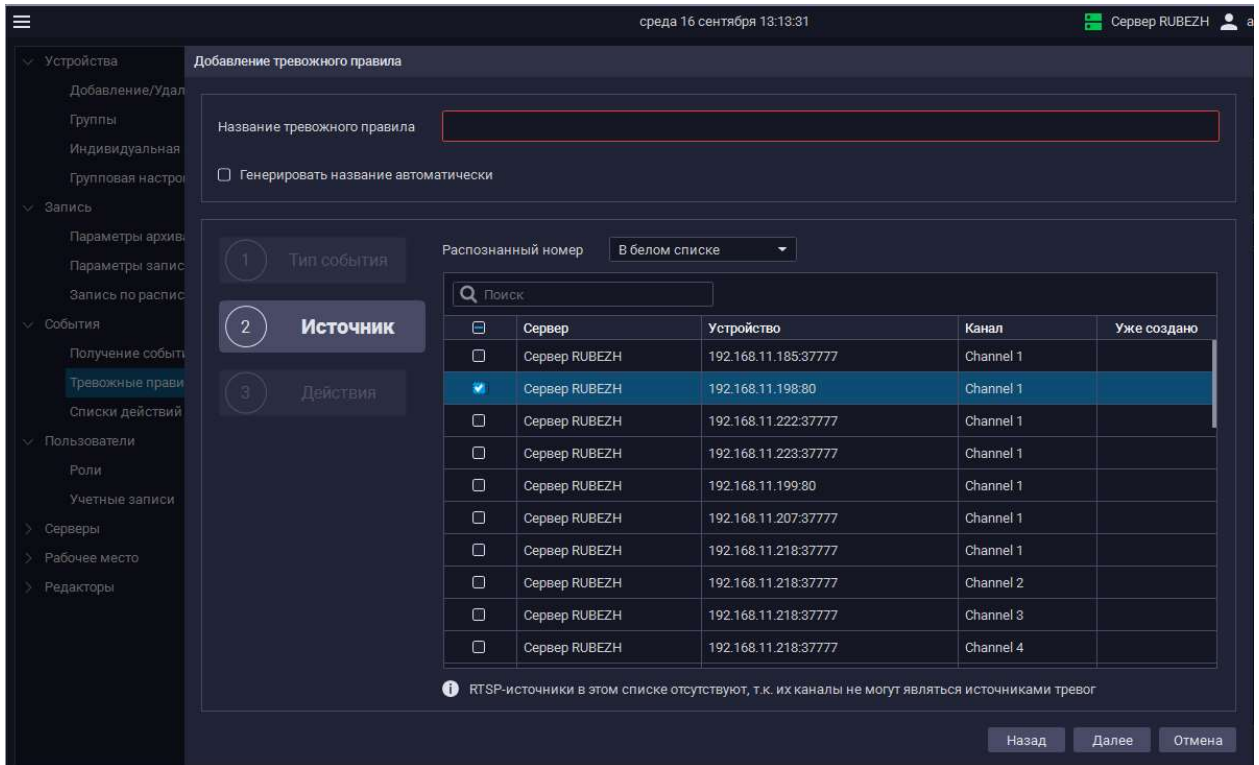 среда 16 сентября 13:13:31
Сервер RUBEZH
a
Устройства
Добавление/Удал
Группы
Индивидуальная
Групповая настрой
Запись
Параметры архива
Параметры запис
Запись по распис
События
Получение событи
Тревожные прави
Списки действий
Пользователи
Роли
Учетные записи
Серверы
Рабочее место
Редакторы
Добавление тревожного правила
Название тревожного правила
Генерировать название автоматически
1 Тип события
2 Источник
3 Действия
Распознанный номер В белом списке
Поиск
Сервер Устройство Канал Уже создано
Сервер RUBEZH 192.168.11.185:37777 Channel 1
Сервер RUBEZH 192.168.11.198:80 Channel 1
Сервер RUBEZH 192.168.11.222:37777 Channel 1
Сервер RUBEZH 192.168.11.223:37777 Channel 1
Сервер RUBEZH 192.168.11.199:80 Channel 1
Сервер RUBEZH 192.168.11.207:37777 Channel 1
Сервер RUBEZH 192.168.11.218:37777 Channel 1
Сервер RUBEZH 192.168.11.218:37777 Channel 2
Сервер RUBEZH 192.168.11.218:37777 Channel 3
Сервер RUBEZH 192.168.11.218:37777 Channel 4
RTSP-источники в этом списке отсутствуют, т.к. их каналы не могут являться источниками тревог
Назад Далее Отмена